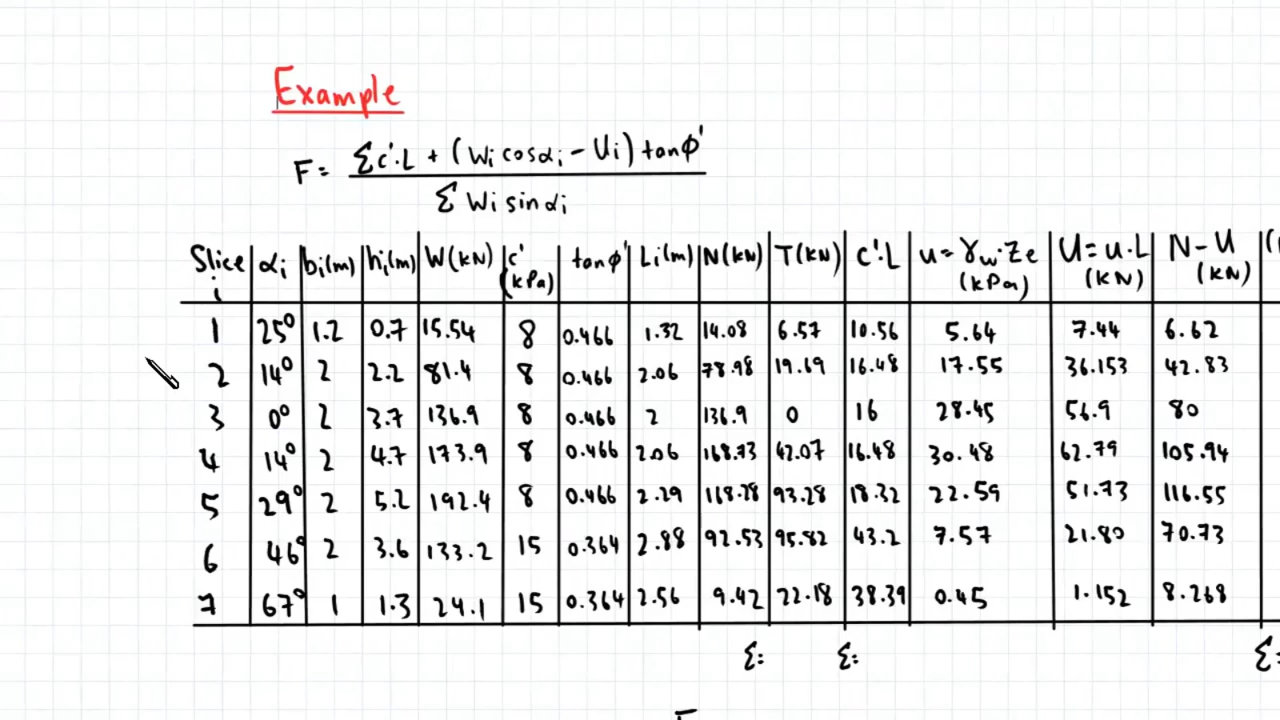 Example
F = Σc'.L + (Wi cosαi - Ui) tanϕ'
Σ Wi sinαi
Slice i αi bi(m) hi(m) W(kN) c' (kPa) tanϕ' Li(m) N(kN) T(kN) c'.L u=γw.Ze (kPa) U=u.L (kN) N-U (kN) (
1 25° 1.2 0.7 15.54 8 0.466 1.32 14.08 6.57 10.56 5.64 7.44 6.62
2 14° 2 2.2 81.4 8 0.466 2.06 78.98 19.69 16.48 17.55 36.153 42.83
3 0° 2 3.7 136.9 8 0.466 2 136.9 0 16 28.45 56.9 80
4 14° 2 4.7 173.9 8 0.466 2.06 168.73 42.07 16.48 30.48 62.79 105.94
5 29° 2 5.2 192.4 8 0.466 2.29 168.28 93.28 18.32 22.59 51.73 116.55
6 46° 2 3.6 133.2 15 0.364 2.88 92.53 95.82 43.2 7.57 21.80 70.73
7 67° 1 1.3 24.1 15 0.364 2.56 9.42 22.18 38.39 0.45 1.152 8.268
Σ= Σ= Σ=